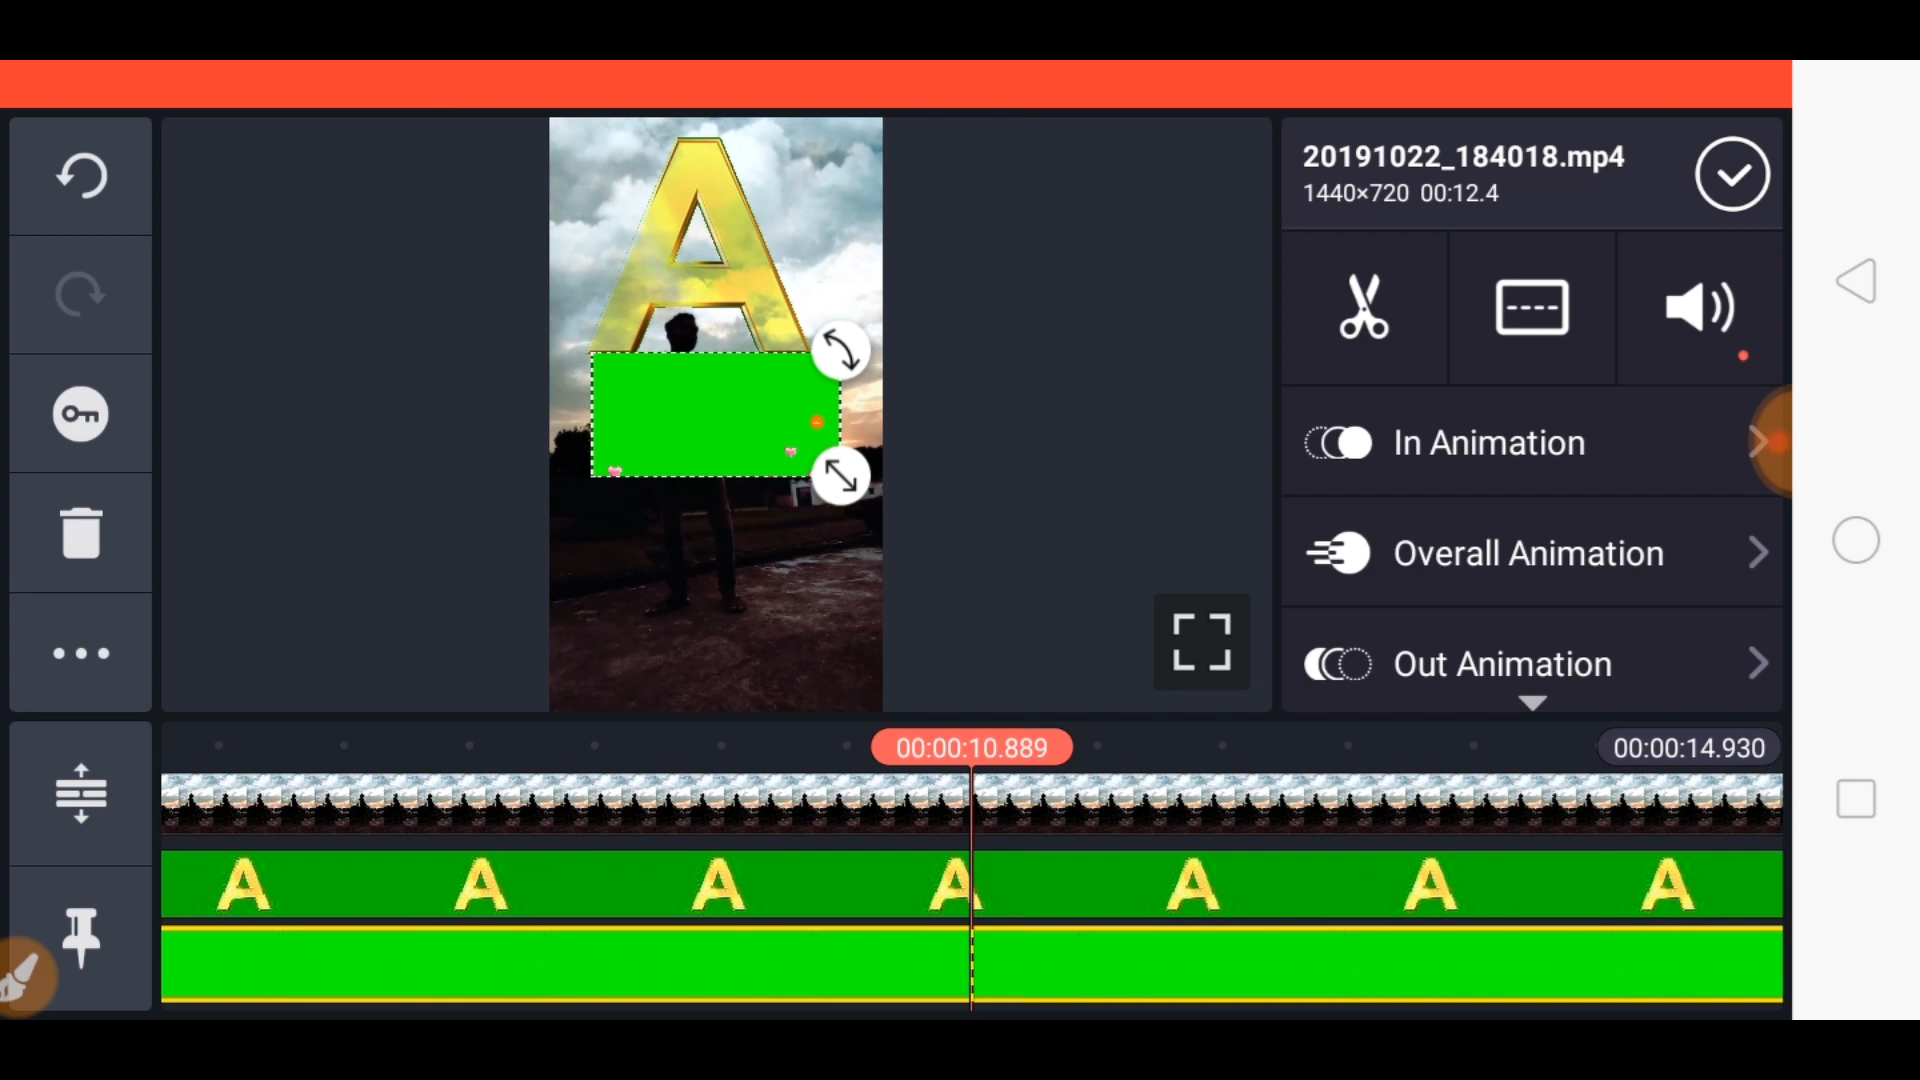 A
20191022_184018.mp4
1440×720 00:12.4
In Animation
Overall Animation
Out Animation
00:00:10.889
00:00:14.930
A A A A A A A